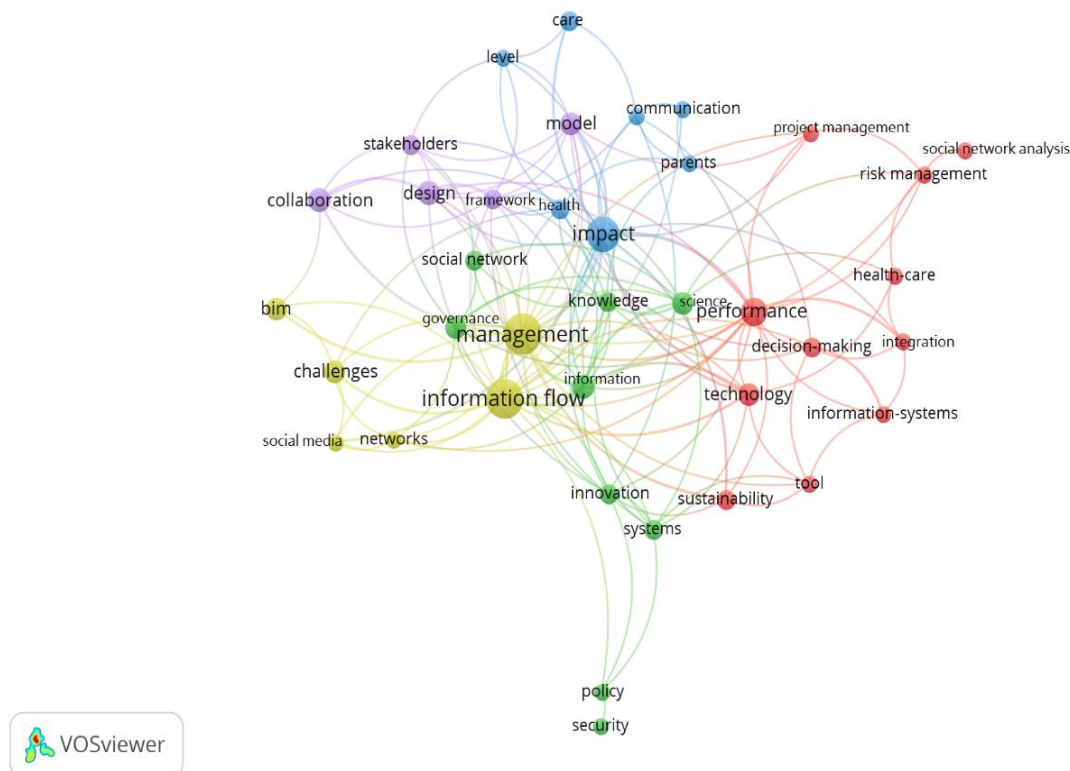 care
level
communication
model
project management
stakeholders
social network analysis
parents
risk management
collaboration
design
framework
health
impact
social network
health-care
bim
knowledge
science
performance
governance
management
decision-making
integration
challenges
information
information flow
technology
information-systems
social media
networks
tool
innovation
sustainability
systems
policy
security
VOSviewer